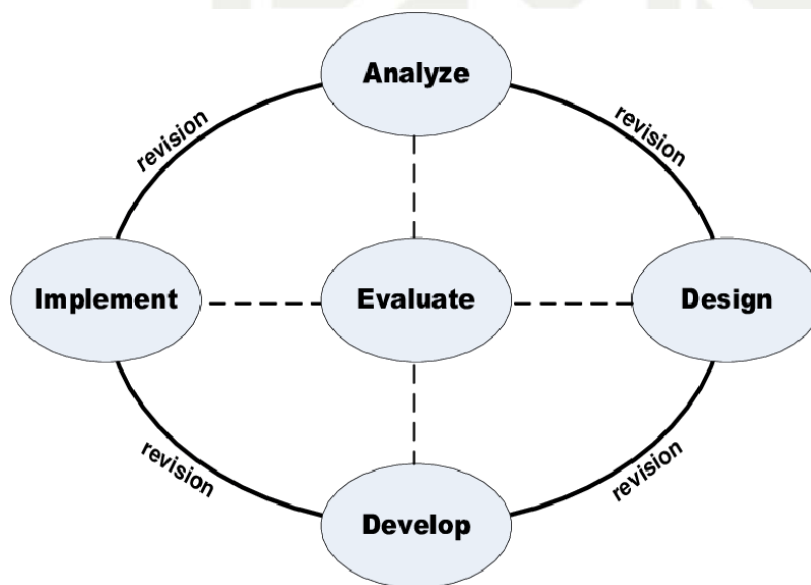 Analyze
revision
revision
Implement
Evaluate
Design
revision
revision
Develop